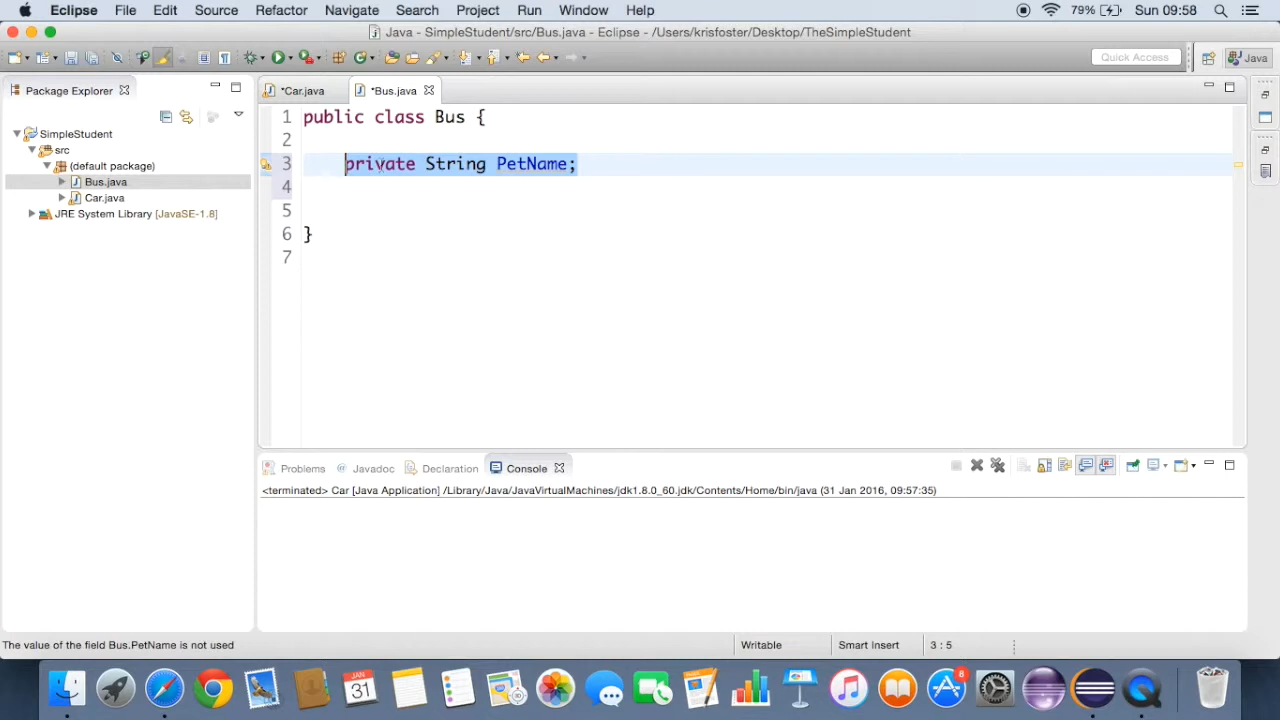 Eclipse File Edit Source Refactor Navigate Search Project Run Window Help 79% Sun 09:58
Java - SimpleStudent/src/Bus.java - Eclipse - /Users/krisfoster/Desktop/TheSimpleStudent
Quick Access Java
Package Explorer
*Car.java *Bus.java
SimpleStudent
src
(default package)
Bus.java
Car.java
JRE System Library [JavaSE-1.8]
1 public class Bus {
2
3 private String PetName;
4
5
6 }
7
Problems @ Javadoc Declaration Console
<terminated> Car [Java Application] /Library/Java/JavaVirtualMachines/jdk1.8.0_60.jdk/Contents/Home/bin/java (31 Jan 2016, 09:57:35)
The value of the field Bus.PetName is not used Writable Smart Insert 3 : 5
JAN
31
8